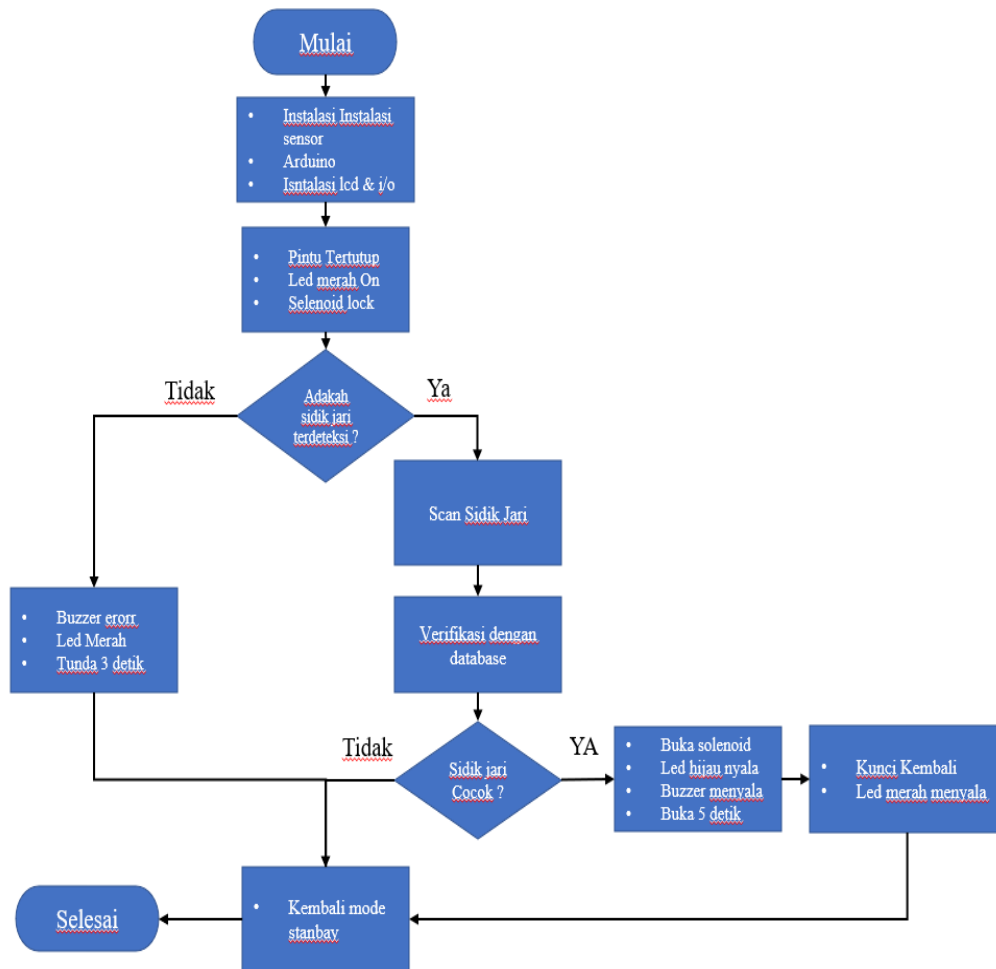 Mulai
• Instalasi Instalasi
sensor
• Arduino
• Isntalasi lcd & i/o
• Pintu Tertutup
• Led merah On
• Selenoid lock
Tidak
Ya
Adakah
sidik jari
terdeteksi ?
Scan Sidik Jari
• Buzzer erorr
• Led Merah
• Tunda 3 detik
Verifikasi dengan
database
Tidak
YA
Sidik jari
Cocok ?
• Buka solenoid
• Led hijau nyala
• Buzzer menyala
• Buka 5 detik
• Kunci Kembali
• Led merah menyala
• Kembali mode
stanbay
Selesai